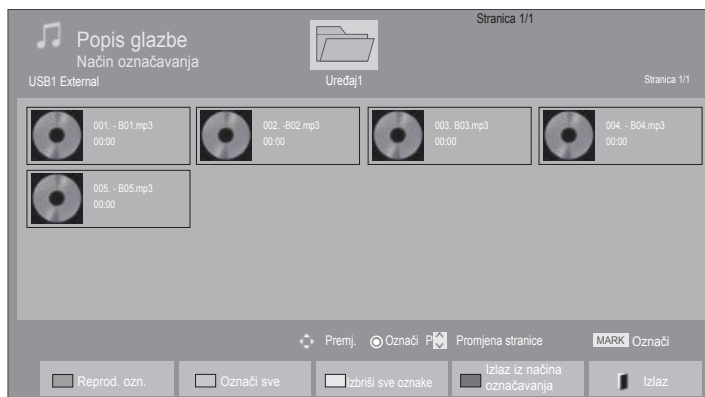 Stranica 1/1
Popis glazbe
Način označavanja
USB1 External
Uređaj1
Stranica 1/1
001. - B01.mp3
00:00
002. -B02.mp3
00:00
003. B03.mp3
00:00
004. - B04.mp3
00:00
005. - B05.mp3
00:00
Premj. Označi P Promjena stranice MARK Označi
Reprod. ozn.
Označi sve
Izbriši sve oznake
Izlaz iz načina
označavanja
Izlaz